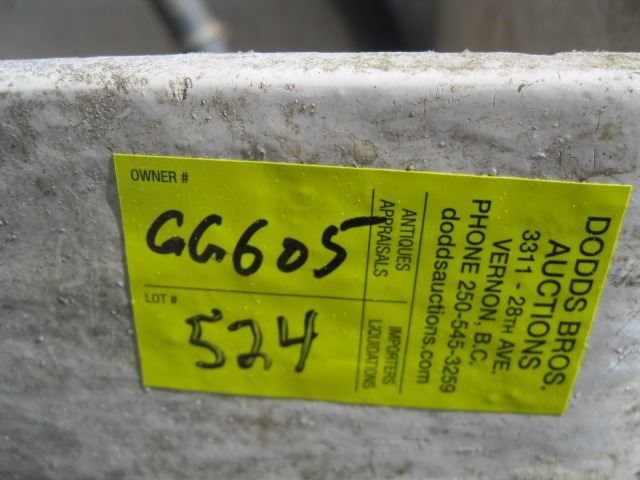 OWNER #
GG605
LOT #
524
ANTIQUES
APPRAISALS
IMPORTERS
LIQUIDATIONS
DODDS BROS.
AUCTIONS
3311 - 28TH AVE.
VERNON, B.C.
PHONE 250-545-3259
doddsauctions.com